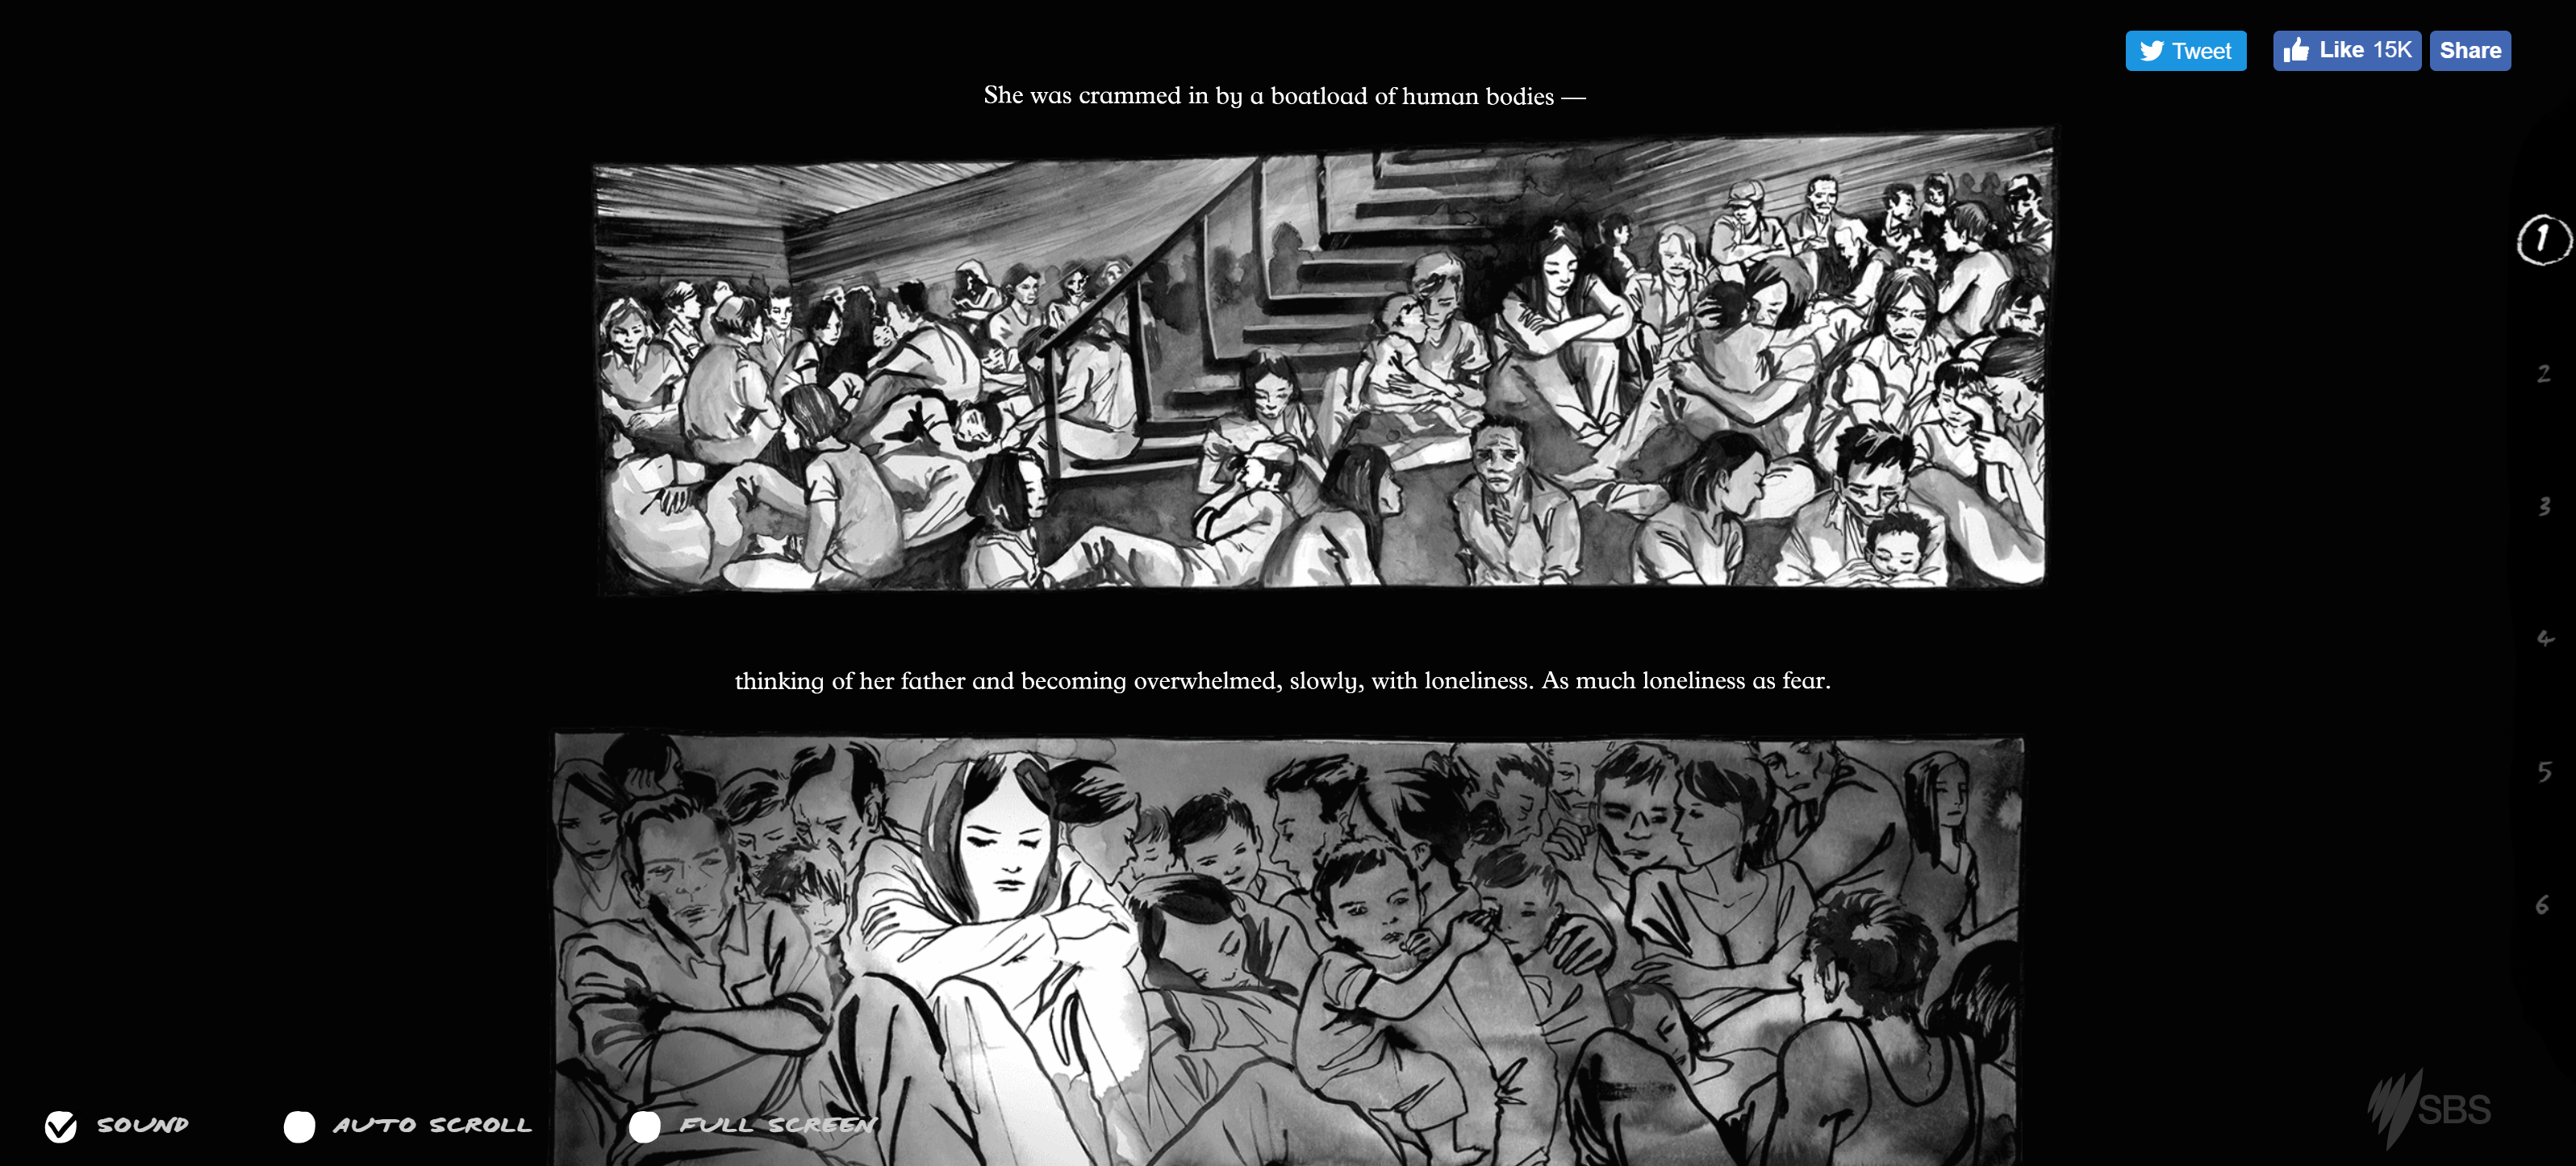 Tweet
Like 15K
Share
She was crammed in by a boatload of human bodies —
1
2
3
4
5
6
thinking of her father and becoming overwhelmed, slowly, with loneliness. As much loneliness as fear.
SOUND
AUTO SCROLL
FULL SCREEN
SBS